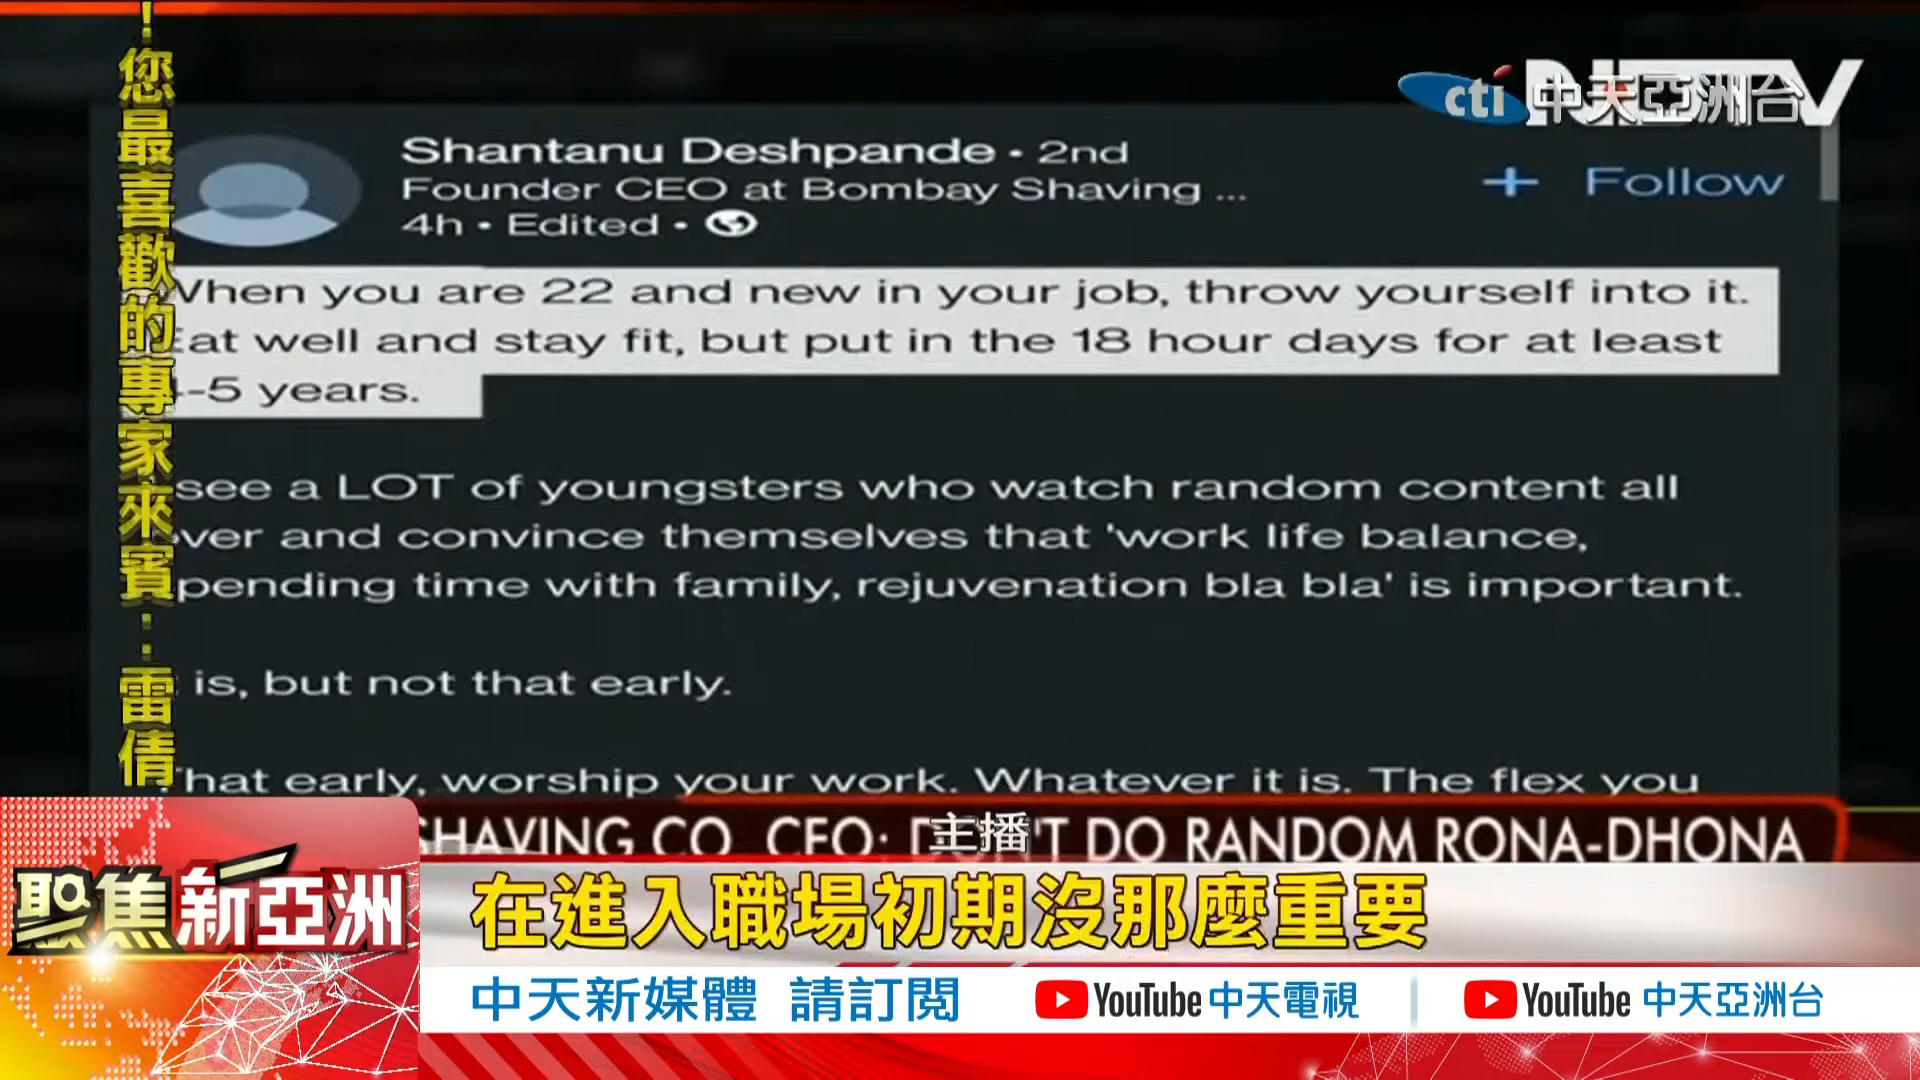 ！您最喜歡的專家來賓：雷倩
cti 中天亞洲台
NDTV
Shantanu Deshpande • 2nd
Founder CEO at Bombay Shaving ...
4h • Edited •
+ Follow
When you are 22 and new in your job, throw yourself into it.
Eat well and stay fit, but put in the 18 hour days for at least
4-5 years.
see a LOT of youngsters who watch random content all
over and convince themselves that 'work life balance,
spending time with family, rejuvenation bla bla' is important.
is, but not that early.
That early, worship your work. Whatever it is. The flex you
SHAVING CO. CEO: DON'T DO RANDOM RONA-DHONA
主播
聚焦新亞洲
在進入職場初期沒那麼重要
中天新媒體 請訂閱
YouTube 中天電視
YouTube 中天亞洲台